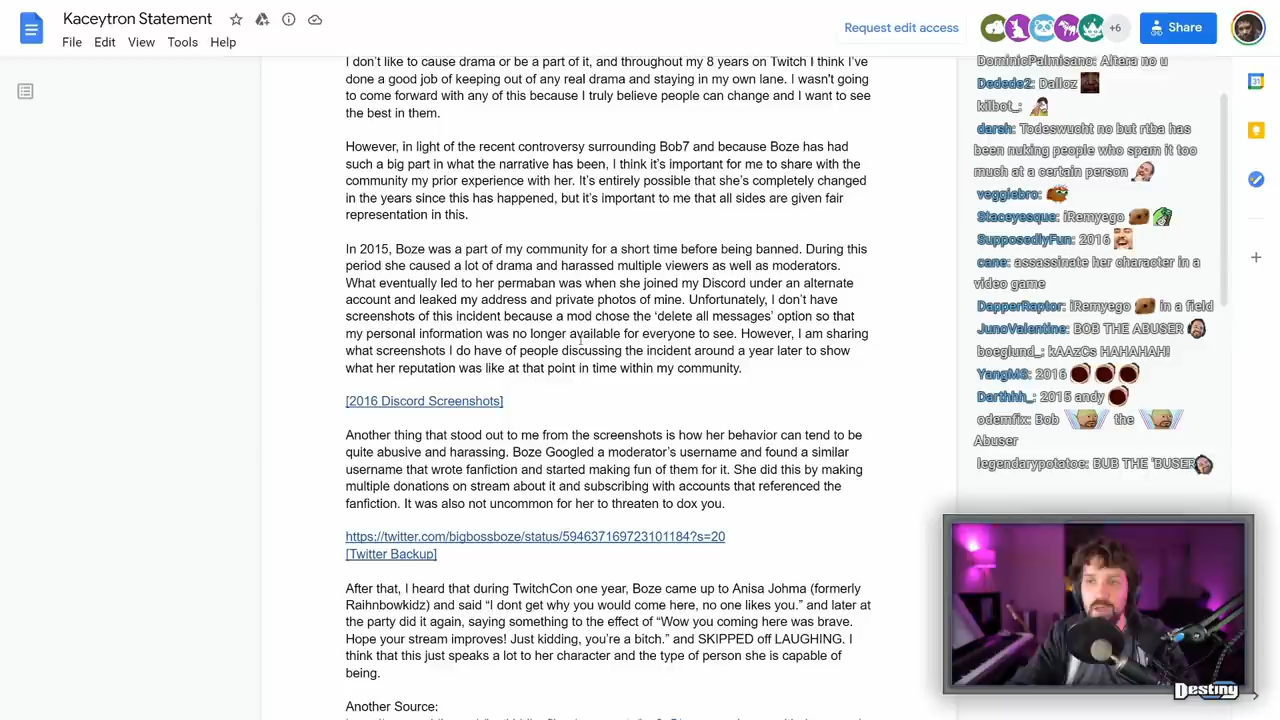 Kaceytron Statement
File Edit View Tools Help
Request edit access
+6
Share
I don't like to cause drama or be a part of it, and throughout my 8 years on Twitch I think I've
done a good job of keeping out of any real drama and staying in my own lane. I wasn't going
to come forward with any of this because I truly believe people can change and I want to see
the best in them.
However, in light of the recent controversy surrounding Bob7 and because Boze has had
such a big part in what the narrative has been, I think it's important for me to share with the
community my prior experience with her. It's entirely possible that she's completely changed
in the years since this has happened, but it's important to me that all sides are given fair
representation in this.
In 2015, Boze was a part of my community for a short time before being banned. During this
period she caused a lot of drama and harassed multiple viewers as well as moderators.
What eventually led to her permaban was when she joined my Discord under an alternate
account and leaked my address and private photos of mine. Unfortunately, I don't have
screenshots of this incident because a mod chose the 'delete all messages' option so that
my personal information was no longer available for everyone to see. However, I am sharing
what screenshots I do have of people discussing the incident around a year later to show
what her reputation was like at that point in time within my community.
[2016 Discord Screenshots]
Another thing that stood out to me from the screenshots is how her behavior can tend to be
quite abusive and harassing. Boze Googled a moderator's username and found a similar
username that wrote fanfiction and started making fun of them for it. She did this by making
multiple donations on stream about it and subscribing with accounts that referenced the
fanfiction. It was also not uncommon for her to threaten to dox you.
https://twitter.com/bigbossboze/status/594637169723101184?s=20
[Twitter Backup]
After that, I heard that during TwitchCon one year, Boze came up to Anisa Johma (formerly
Raihnbowkidz) and said “I dont get why you would come here, no one likes you.” and later at
the party did it again, saying something to the effect of “Wow you coming here was brave.
Hope your stream improves! Just kidding, you're a bitch.” and SKIPPED off LAUGHING. I
think that this just speaks a lot to her character and the type of person she is capable of
being.
Another Source:
DominicPalmisano: Altera no u
Dedede2: Dalloz
kilbot_:
darsh: Todeswucht no but rtba has
been nuking people who spam it too
much at a certain person
veggiebro:
Staceyesque: iRemyego
SupposedlyFun: 2016
cane: assassinate her character in a
video game
DapperRaptor: iRemyego in a field
JunoValentine: BOB THE ABUSER
boeglund_: kAAzCs HAHAHAH!
YangMS: 2016
Darthhh_: 2015 andy
odemfix: Bob the
Abuser
legendarypotatoe: BUB THE 'BUSER
31
Destiny